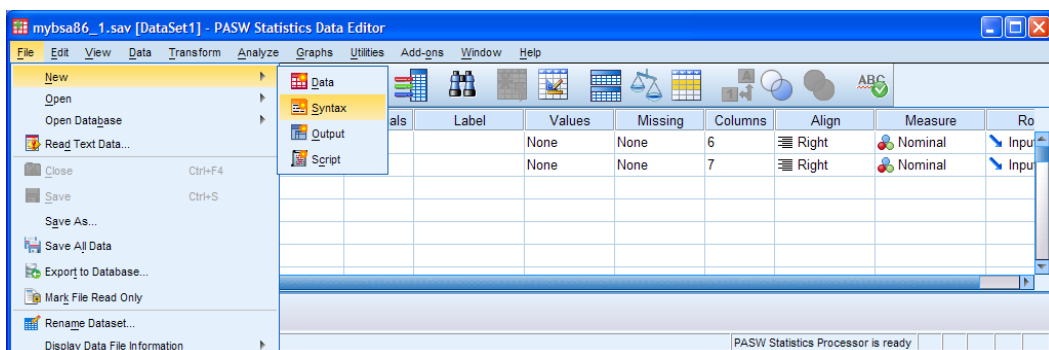 mybsa86_1.sav [DataSet1] - PASW Statistics Data Editor
File Edit View Data Transform Analyze Graphs Utilities Add-ons Window Help
New
Open
Open Database
Read Text Data...
Close Ctrl+F4
Save Ctrl+S
Save As...
Save All Data
Export to Database...
Mark File Read Only
Rename Dataset...
Display Data File Information
Data
Syntax
Output
Script
A
1 4
ABC
als Label Values Missing Columns Align Measure Ro
None None 6 Right Nominal Inpu
None None 7 Right Nominal Inpu
PASW Statistics Processor is ready